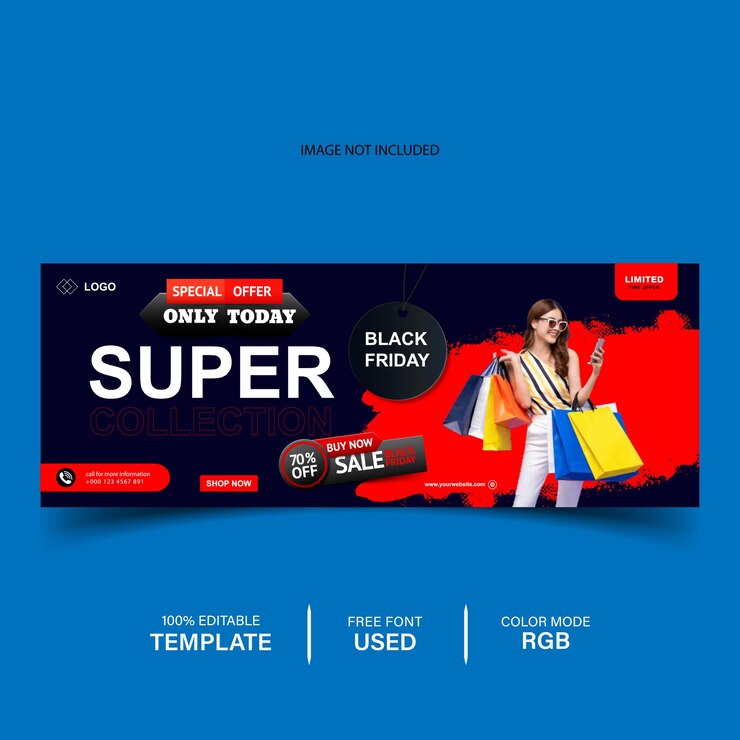 IMAGE NOT INCLUDED
LOGO
SPECIAL OFFER
ONLY TODAY
SUPER
COLLECTION
BLACK
FRIDAY
LIMITED
TIME OFFER
BUY NOW
70%
OFF
SALE
BLACK
FRIDAY
call for more information
+000 123 4567 891
SHOP NOW
www.yourwebsite.com
100% EDITABLE
TEMPLATE
FREE FONT
USED
COLOR MODE
RGB